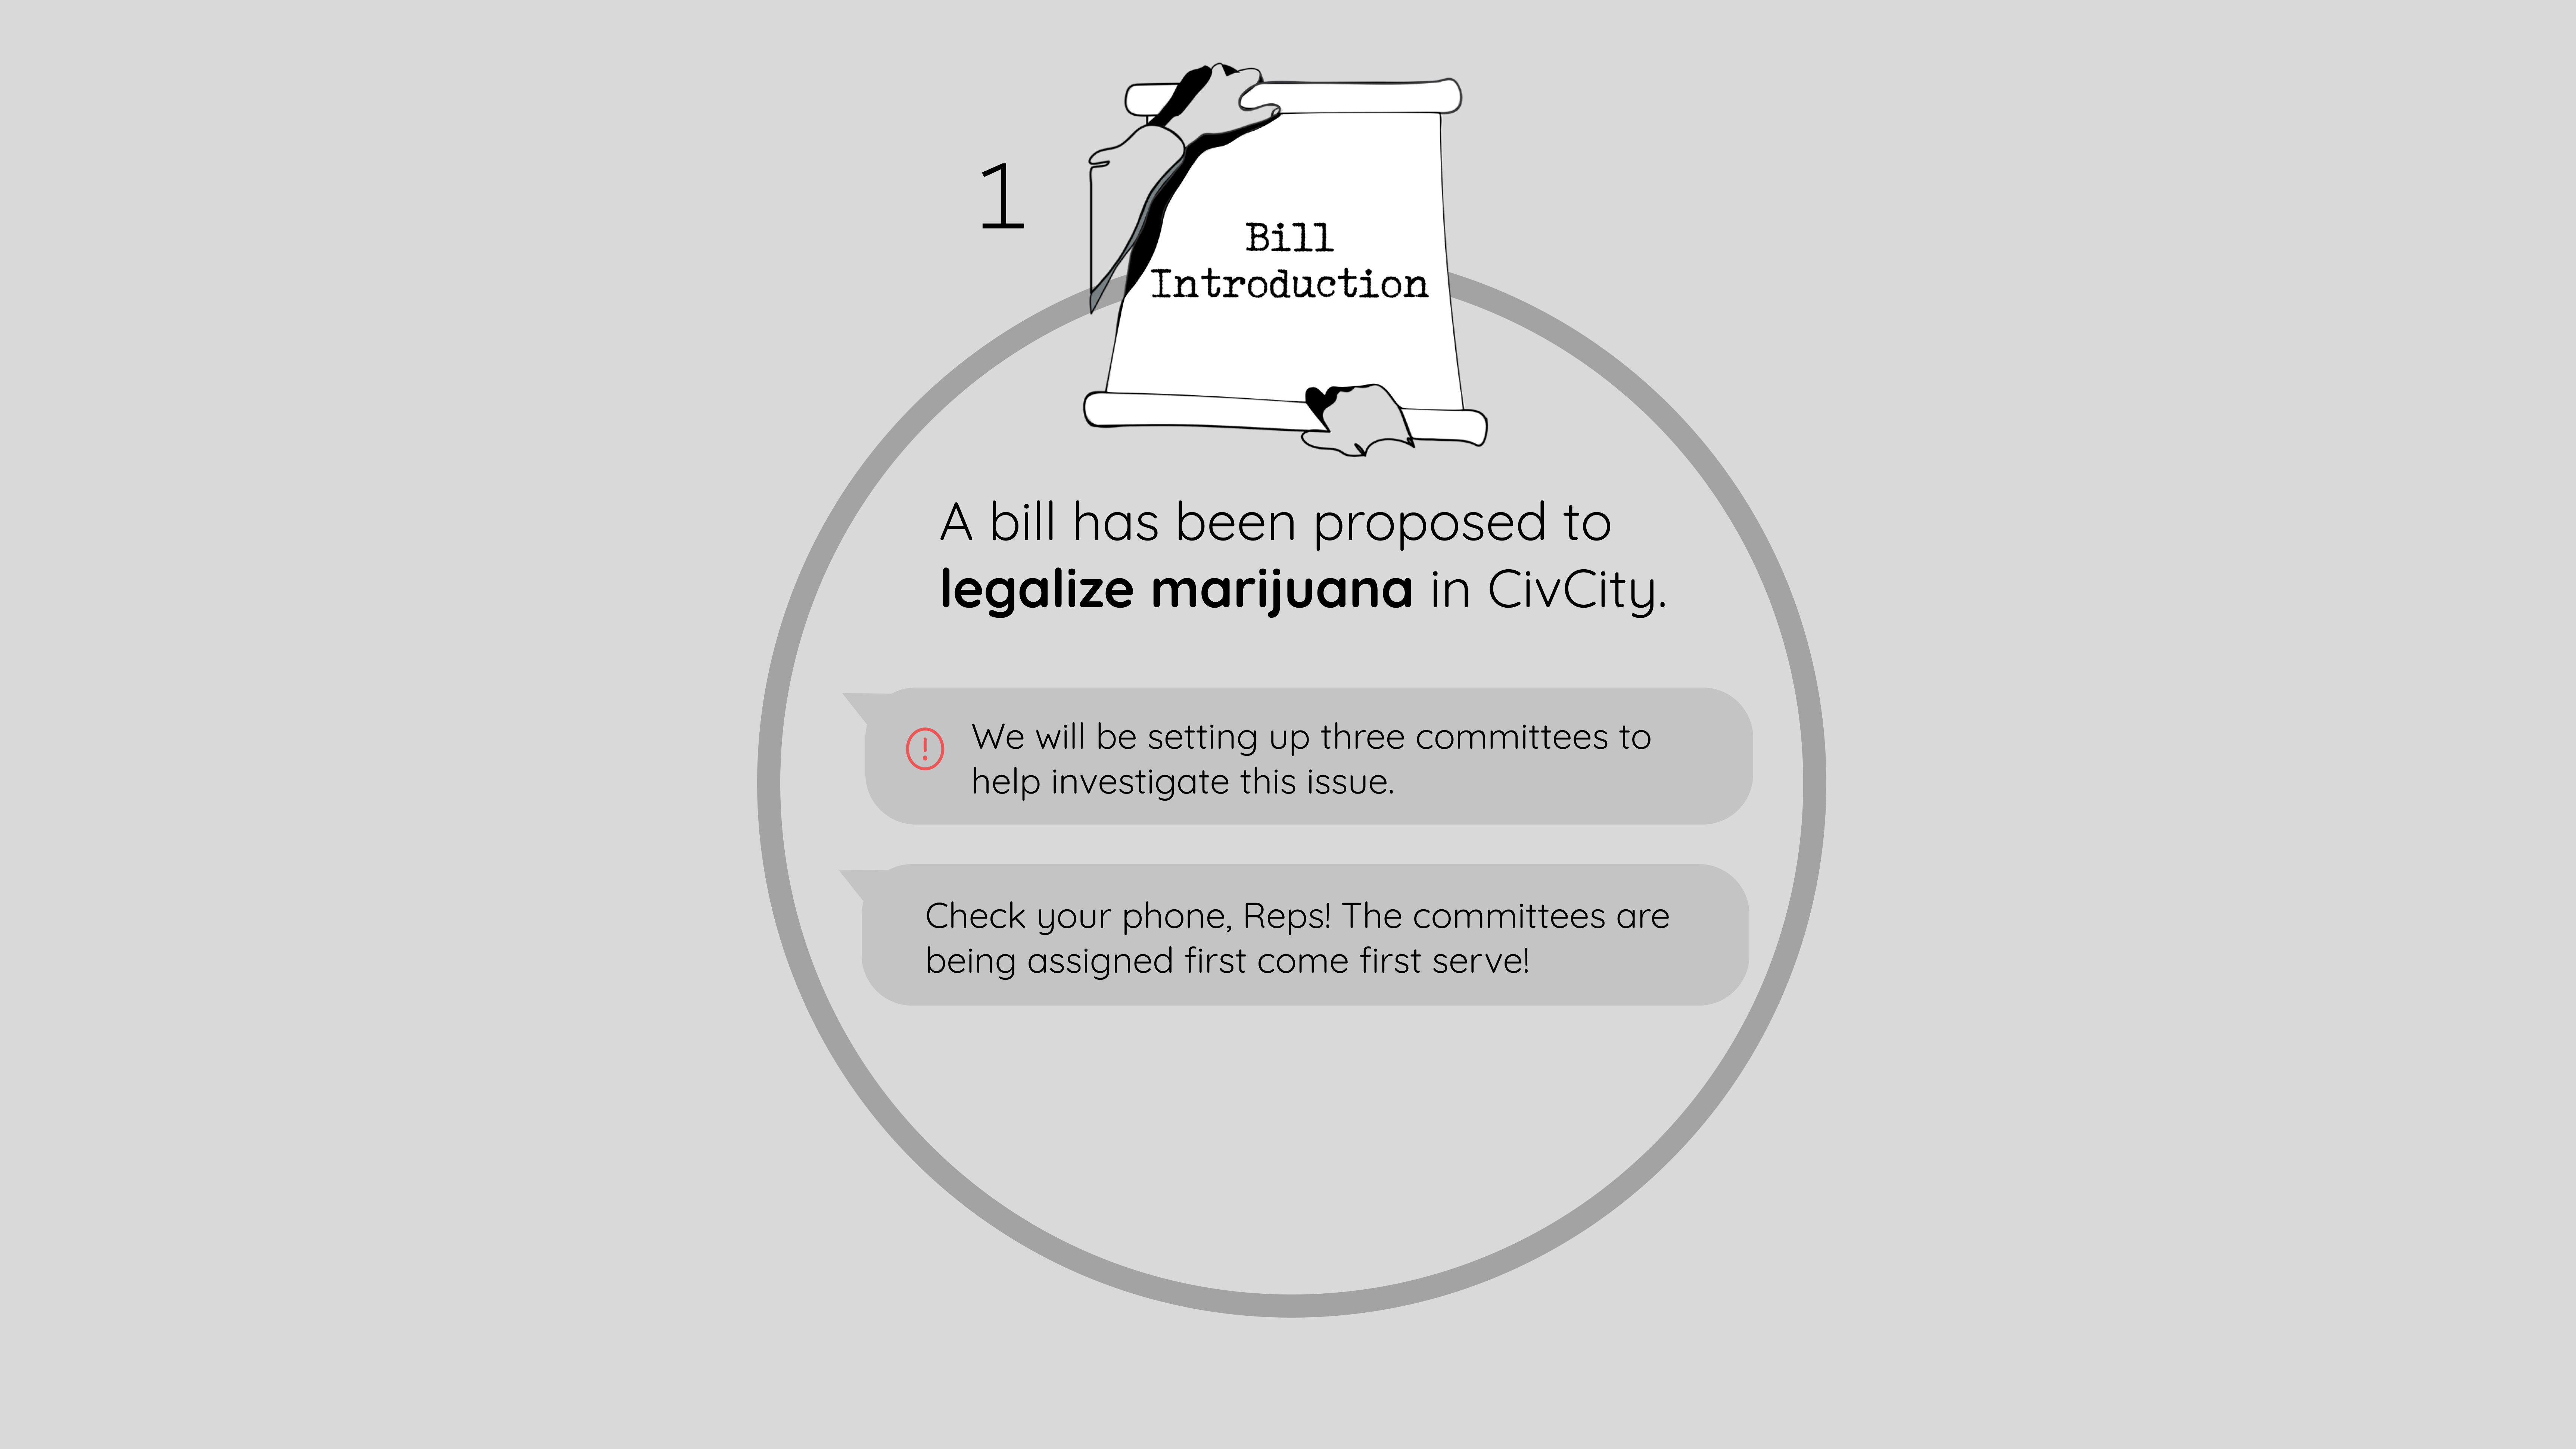 1
Bill
Introduction
A bill has been proposed to
legalize marijuana in CivCity.
We will be setting up three committees to
help investigate this issue.
Check your phone, Reps! The committees are
being assigned first come first serve!